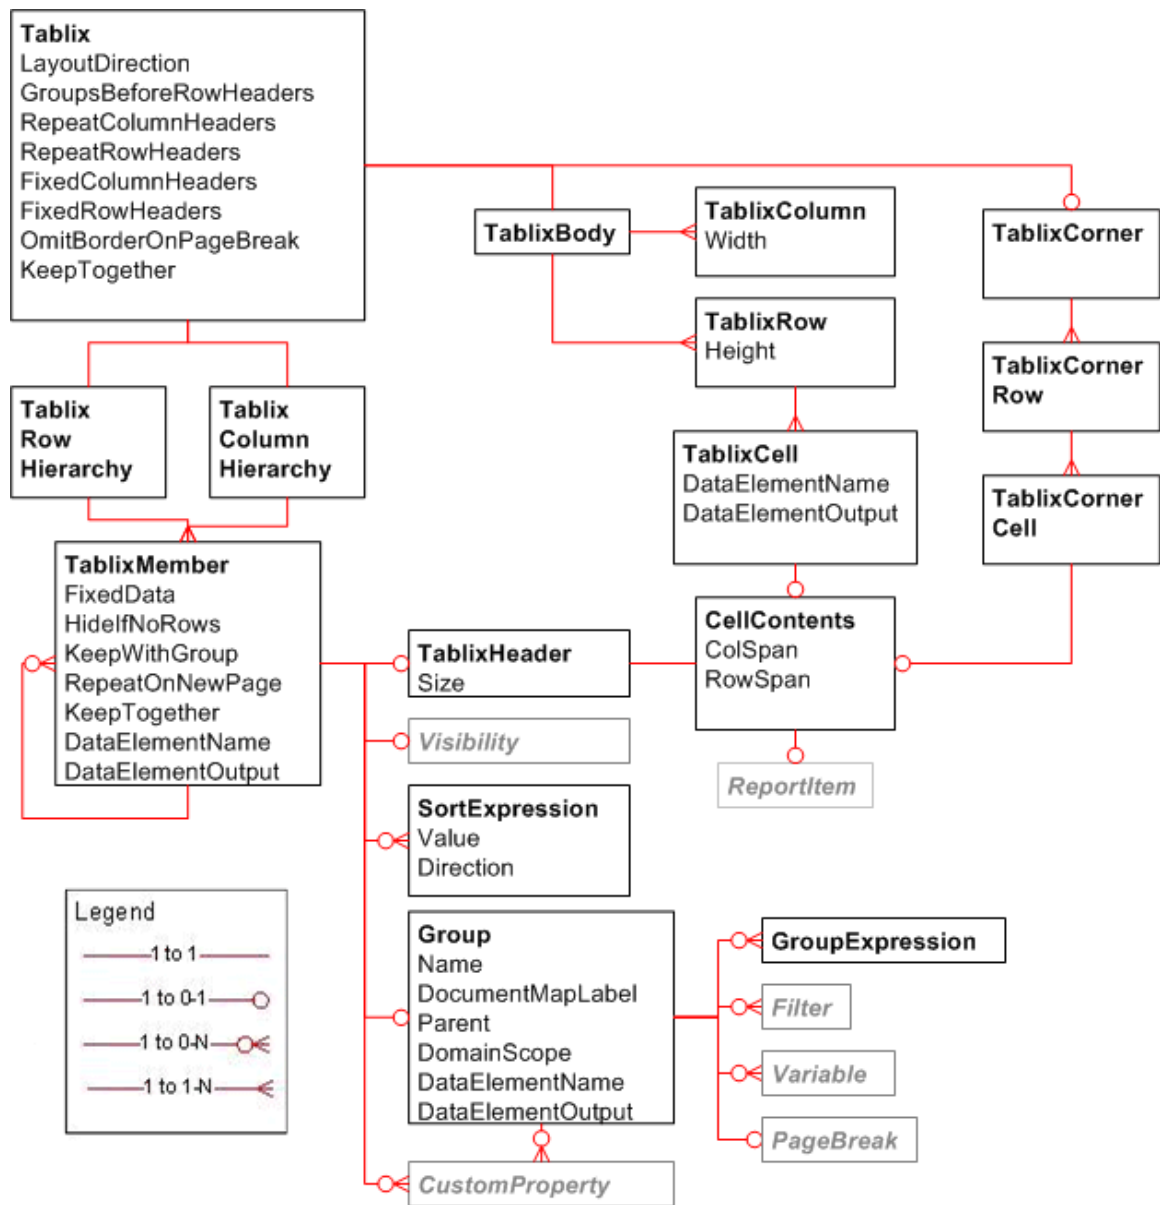 Tablix
LayoutDirection
GroupsBeforeRowHeaders
RepeatColumnHeaders
RepeatRowHeaders
FixedColumnHeaders
FixedRowHeaders
OmitBorderOnPageBreak
KeepTogether
TablixBody
TablixColumn
Width
TablixCorner
TablixRow
Height
TablixCorner
Row
Tablix
Row
Hierarchy
Tablix
Column
Hierarchy
TablixCell
DataElementName
DataElementOutput
TablixCorner
Cell
TablixMember
FixedData
HideIfNoRows
KeepWithGroup
RepeatOnNewPage
KeepTogether
DataElementName
DataElementOutput
TablixHeader
Size
CellContents
ColSpan
RowSpan
Visibility
ReportItem
SortExpression
Value
Direction
Legend
1 to 1
1 to 0-1
1 to 0-N
1 to 1-N
Group
Name
DocumentMapLabel
Parent
DomainScope
DataElementName
DataElementOutput
GroupExpression
Filter
Variable
PageBreak
CustomProperty